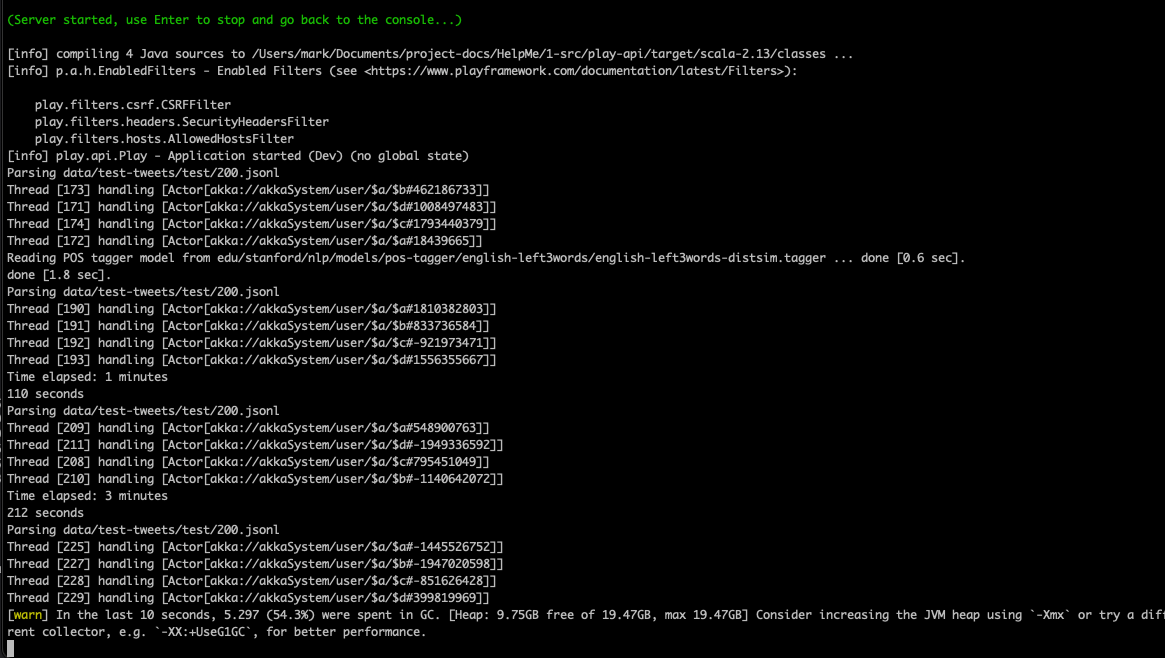 (Server started, use Enter to stop and go back to the console...)
[info] compiling 4 Java sources to /Users/mark/Documents/project-docs/HelpMe/1-src/play-api/target/scala-2.13/classes ...
[info] p.a.h.EnabledFilters - Enabled Filters (see <https://www.playframework.com/documentation/latest/Filters>):
play.filters.csrf.CSRFFilter
play.filters.headers.SecurityHeadersFilter
play.filters.hosts.AllowedHostsFilter
[info] play.api.Play - Application started (Dev) (no global state)
Parsing data/test-tweets/test/200.jsonl
Thread [173] handling [Actor[akka://akkaSystem/user/$a/$b#462186733]]
Thread [171] handling [Actor[akka://akkaSystem/user/$a/$d#1008497483]]
Thread [174] handling [Actor[akka://akkaSystem/user/$a/$c#1793440379]]
Thread [172] handling [Actor[akka://akkaSystem/user/$a/$a#18439665]]
Reading POS tagger model from edu/stanford/nlp/models/pos-tagger/english-left3words/english-left3words-distsim.tagger ... done [0.6 sec].
done [1.8 sec].
Parsing data/test-tweets/test/200.jsonl
Thread [190] handling [Actor[akka://akkaSystem/user/$a/$a#1810382803]]
Thread [191] handling [Actor[akka://akkaSystem/user/$a/$b#833736584]]
Thread [192] handling [Actor[akka://akkaSystem/user/$a/$c#-921973471]]
Thread [193] handling [Actor[akka://akkaSystem/user/$a/$d#1556355667]]
Time elapsed: 1 minutes
110 seconds
Parsing data/test-tweets/test/200.jsonl
Thread [209] handling [Actor[akka://akkaSystem/user/$a/$a#548900763]]
Thread [211] handling [Actor[akka://akkaSystem/user/$a/$d#-1949336592]]
Thread [208] handling [Actor[akka://akkaSystem/user/$a/$c#795451049]]
Thread [210] handling [Actor[akka://akkaSystem/user/$a/$b#-1140642072]]
Time elapsed: 3 minutes
212 seconds
Parsing data/test-tweets/test/200.jsonl
Thread [225] handling [Actor[akka://akkaSystem/user/$a/$a#-1445526752]]
Thread [227] handling [Actor[akka://akkaSystem/user/$a/$b#-1947020598]]
Thread [228] handling [Actor[akka://akkaSystem/user/$a/$c#-851626428]]
Thread [229] handling [Actor[akka://akkaSystem/user/$a/$d#399819969]]
[warn] In the last 10 seconds, 5.297 (54.3%) were spent in GC. [Heap: 9.75GB free of 19.47GB, max 19.47GB] Consider increasing the JVM heap using `-Xmx` or try a diff
rent collector, e.g. `-XX:+UseG1GC`, for better performance.